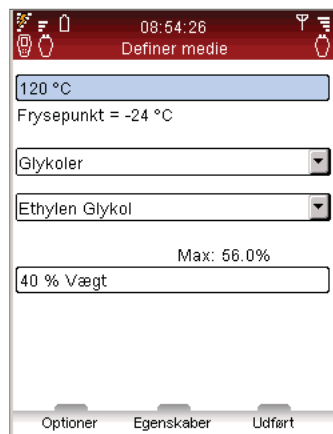 08:54:26
Definer medie
120 °C
Frysepunkt = -24 °C
Glykoler
Ethylen Glykol
Max: 56.0%
40 % Vægt
Optioner Egenskaber Udført